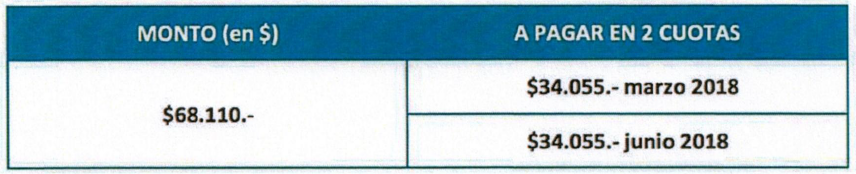 MONTO (en $) A PAGAR EN 2 CUOTAS
$68.110.-
$34.055.- marzo 2018
$34.055.- junio 2018